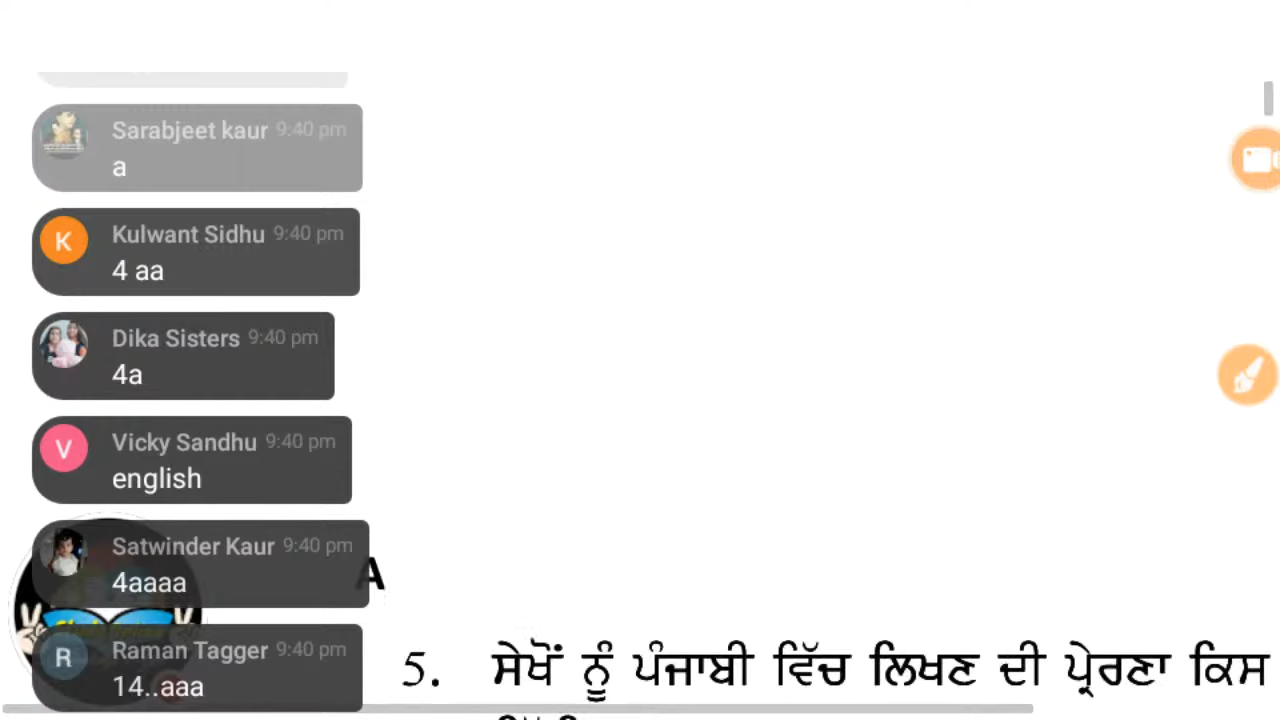 Sarabjeet kaur 9:40 pm
a
Kulwant Sidhu 9:40 pm
4 aa
Dika Sisters 9:40 pm
4a
V Vicky Sandhu 9:40 pm
english
Satwinder Kaur 9:40 pm
4aaaa
A
R Raman Tagger 9:40 pm
14..aaa
K
5. ਸੇਖੋਂ ਨੂੰ ਪੰਜਾਬੀ ਵਿੱਚ ਲਿਖਣ ਦੀ ਪ੍ਰੇਰਣਾ ਕਿਸ